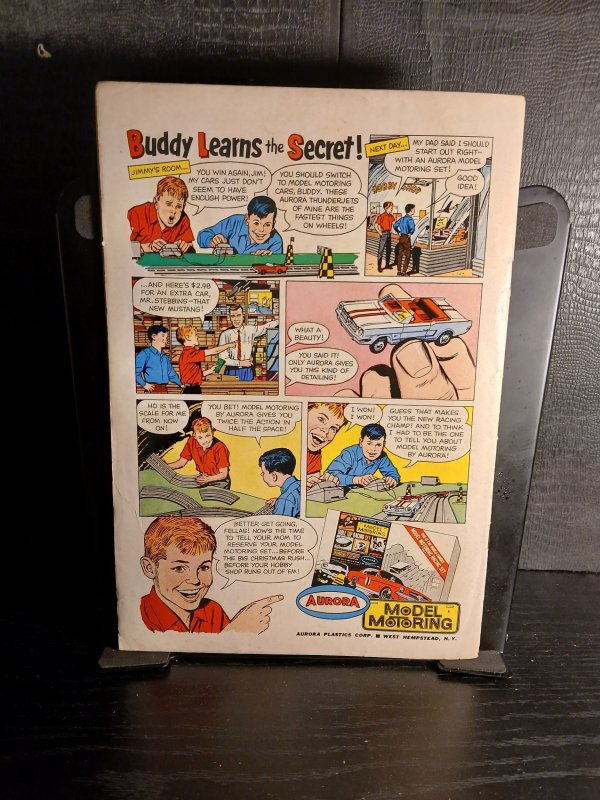 Buddy Learns the Secret!
JIMMY'S ROOM...
YOU WIN AGAIN, JIM!
MY CARS JUST DON'T
SEEM TO HAVE
ENOUGH POWER!
YOU SHOULD SWITCH
TO MODEL MOTORING
CARS, BUDDY. THESE
AURORA THUNDERJETS
OF MINE ARE THE
FASTEST THINGS
ON WHEELS!
NEXT DAY...
MY DAD SAID I SHOULD
START OUT RIGHT—
WITH AN AURORA MODEL
MOTORING SET!
GOOD
IDEA!
HOBBY SHOP
...AND HERE'S $2.98
FOR AN EXTRA CAR,
MR. STEBBINS—THAT
NEW MUSTANG!
WHAT A
BEAUTY!
YOU SAID IT!
ONLY AURORA GIVES
YOU THIS KIND OF
DETAILING!
HO IS THE
SCALE FOR ME
FROM NOW
ON!
YOU BET! MODEL MOTORING
BY AURORA GIVES YOU
TWICE THE ACTION IN
HALF THE SPACE!
I WON!
I WON!
GUESS THAT MAKES
YOU THE NEW RACING
CHAMP! AND TO THINK
I HAD TO BE THE ONE
TO TELL YOU ABOUT
MODEL MOTORING
BY AURORA!
BETTER GET GOING,
FELLAS! NOW'S THE TIME
TO TELL YOUR MOM TO
RESERVE YOUR MODEL
MOTORING SET...BEFORE
THE BIG CHRISTMAS RUSH...
BEFORE YOUR HOBBY
SHOP RUNS OUT OF 'EM!
AURORA
MODEL
MOTORING
AURORA PLASTICS CORP. ■ WEST HEMPSTEAD, N.Y.